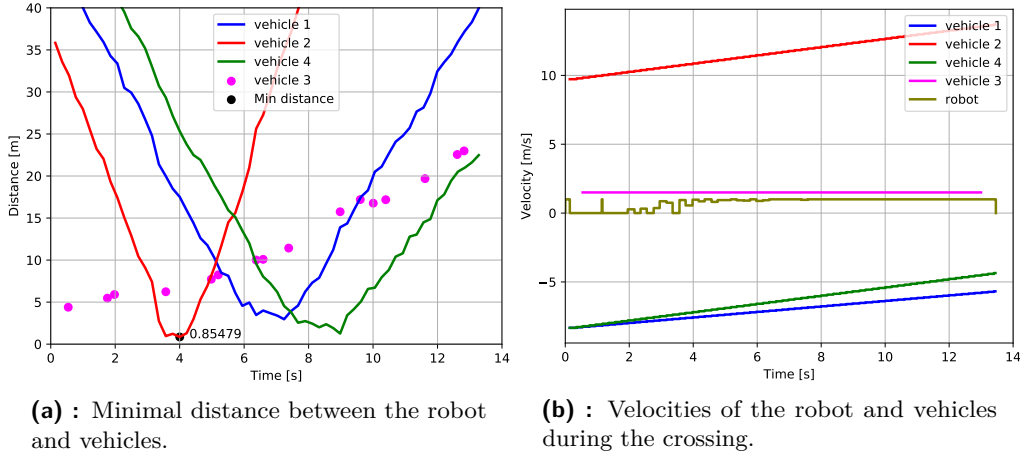 40
35
30
25
20
15
10
5
0
Distance [m]
vehicle 1
vehicle 2
vehicle 4
vehicle 3
Min distance
0.85479
0 2 4 6 8 10 12 14
Time [s]
(a) : Minimal distance between the robot
and vehicles.
10
5
0
−5
Velocity [m/s]
vehicle 1
vehicle 2
vehicle 4
vehicle 3
robot
0 2 4 6 8 10 12 14
Time [s]
(b) : Velocities of the robot and vehicles
during the crossing.